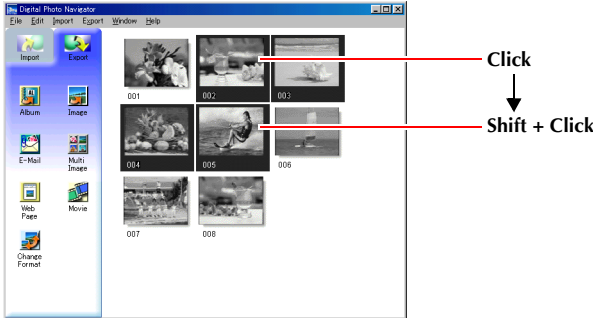 Digital Photo Navigator
File Edit Import Export Window Help
Import Export
Album Image
E-Mail Multi Image
Web Page Movie
Change Format
001 002 003
004 005 006
007 008
Click
Shift + Click